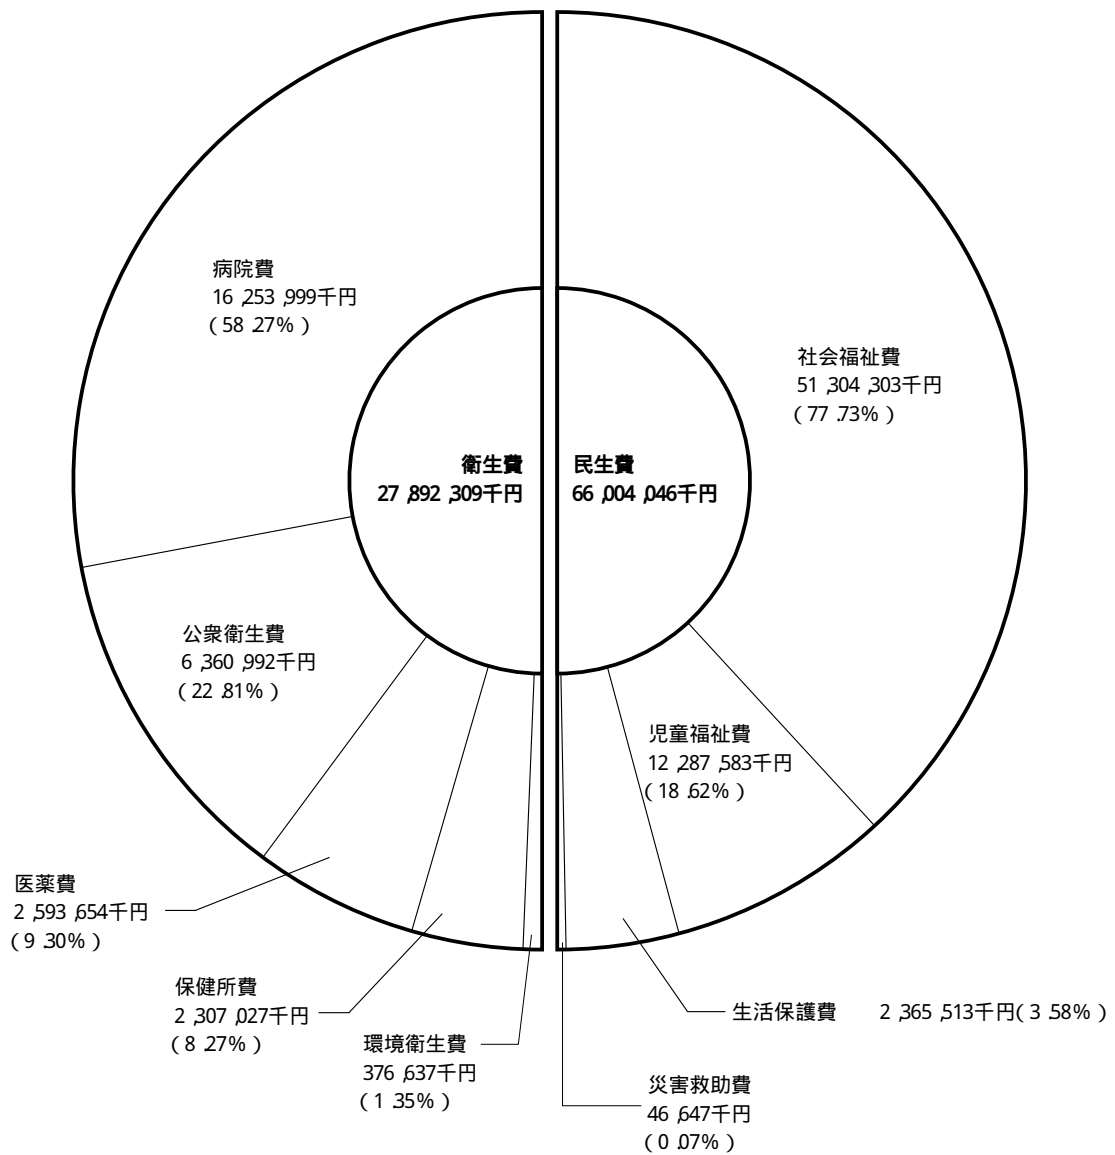 病院費
16,253,999千円
(58.27%)
社会福祉費
51,304,303千円
(77.73%)
衛生費
27,892,309千円
民生費
66,004,046千円
公衆衛生費
6,360,992千円
(22.81%)
児童福祉費
12,287,583千円
(18.62%)
医薬費
2,593,654千円
(9.30%)
保健所費
2,307,027千円
(8.27%)
環境衛生費
376,637千円
(1.35%)
生活保護費 2,365,513千円(3.58%)
災害救助費
46,647千円
(0.07%)